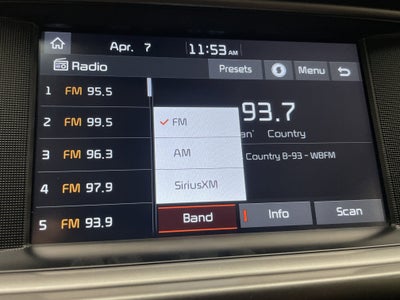 Apr. 7 11:53 AM
Radio Presets Menu
1 FM 95.5
2 FM 99.5
3 FM 96.3
4 FM 97.9
5 FM 93.9
FM
AM
SiriusXM
93.7
Country
Country B-93 - WBFM
Band Info Scan